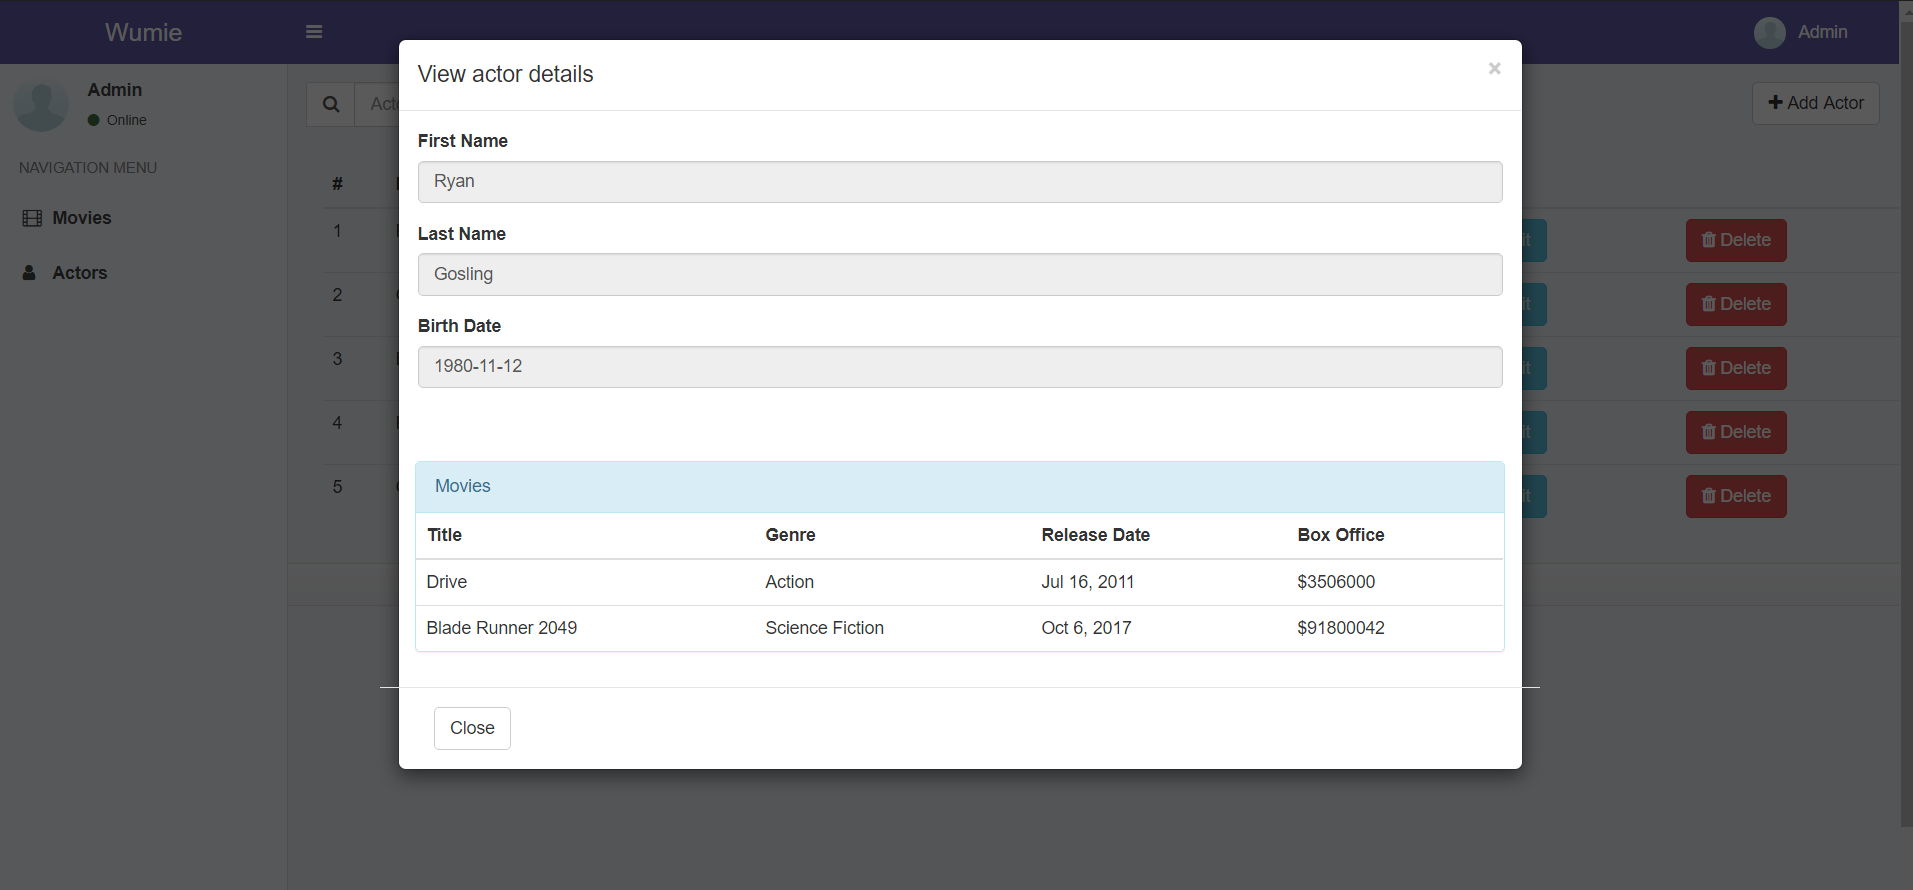 Wumie
Admin
Admin
Online
NAVIGATION MENU
Movies
Actors
Add Actor
#
1
2
3
4
5
Delete
Delete
Delete
Delete
Delete
View actor details
×
First Name
Ryan
Last Name
Gosling
Birth Date
1980-11-12
Movies
Title Genre Release Date Box Office
Drive Action Jul 16, 2011 $3506000
Blade Runner 2049 Science Fiction Oct 6, 2017 $91800042
Close